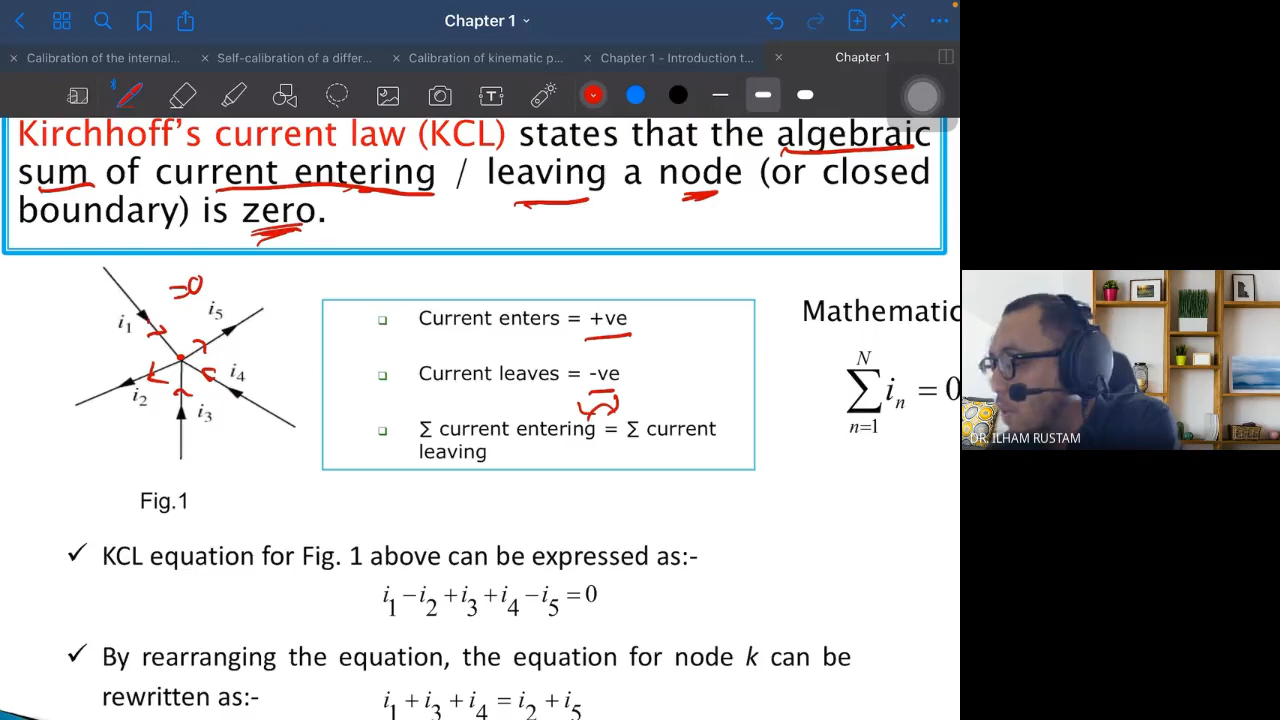 Chapter 1
Calibration of the internal...
Self-calibration of a differ...
Calibration of kinematic p...
Chapter 1 - Introduction t...
Chapter 1
Kirchhoff's current law (KCL) states that the algebraic
sum of current entering / leaving a node (or closed
boundary) is zero.
=0
i1
i5
i4
i2
i3
Fig.1
Current enters = +ve
Current leaves = -ve
Σ current entering = Σ current
leaving
Mathematic
N
∑ in = 0
n=1
DR. ILHAM RUSTAM
✓ KCL equation for Fig. 1 above can be expressed as:-
i1 − i2 + i3 + i4 − i5 = 0
✓ By rearranging the equation, the equation for node k can be
rewritten as:-
i1 + i3 + i4 = i2 + i5